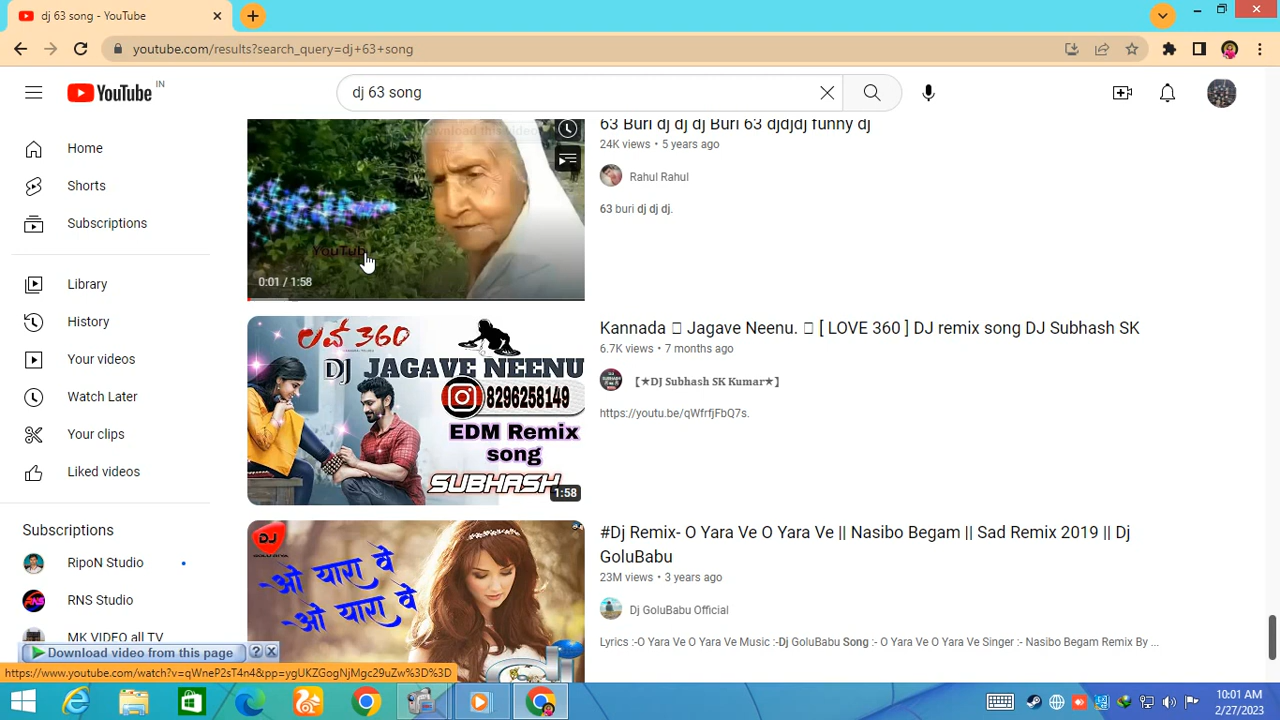 dj 63 song - YouTube
youtube.com/results?search_query=dj+63+song
YouTube IN
dj 63 song
Home
Shorts
Subscriptions
Library
History
Your videos
Watch Later
Your clips
Liked videos
Subscriptions
RipoN Studio
RNS Studio
MK VIDEO all TV
0:01 / 1:58
63 Buri dj dj dj Buri 63 djdjdj funny dj
24K views • 5 years ago
Rahul Rahul
63 buri dj dj dj.
లవ్ 360
DJ JAGAVE NEENU
8296258149
EDM Remix
song
SUBHASH
1:58
Kannada Jagave Neenu. [ LOVE 360 ] DJ remix song DJ Subhash SK
6.7K views • 7 months ago
【★DJ Subhash SK Kumar★】
https://youtu.be/qWfrfjFbQ7s.
DJ
-ओ यारा वे
-ओ यारा वे
dj
#Dj Remix- O Yara Ve O Yara Ve || Nasibo Begam || Sad Remix 2019 || Dj
GoluBabu
23M views • 3 years ago
Dj GoluBabu Official
Lyrics :-O Yara Ve O Yara Ve Music :-Dj GoluBabu Song :- O Yara Ve O Yara Ve Singer :- Nasibo Begam Remix By ...
Download video from this page
https://www.youtube.com/watch?v=qWneP2sT4n4&pp=ygUKZGogNjMgc29uZw%3D%3D
10:01 AM
2/27/2023